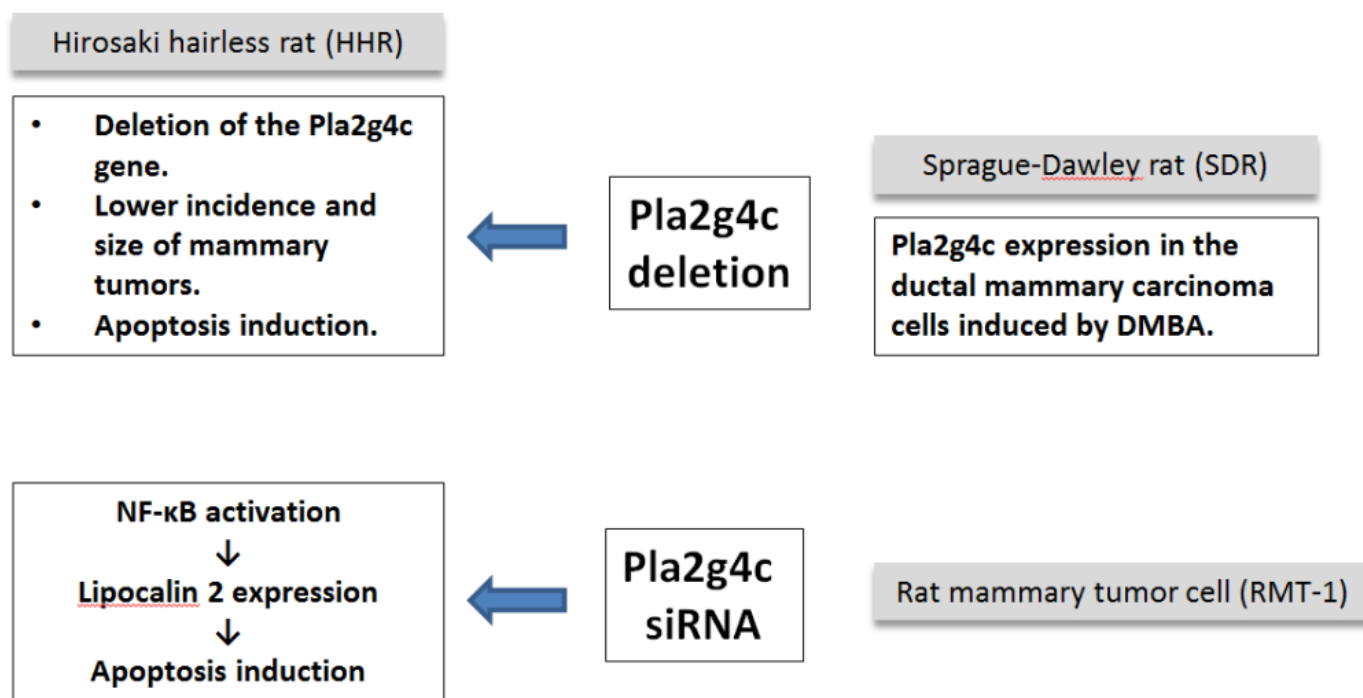 Hirosaki hairless rat (HHR)
• Deletion of the Pla2g4c
gene.
• Lower incidence and
size of mammary
tumors.
• Apoptosis induction.
Pla2g4c
deletion
Sprague-Dawley rat (SDR)
Pla2g4c expression in the
ductal mammary carcinoma
cells induced by DMBA.
NF-κB activation
↓
Lipocalin 2 expression
↓
Apoptosis induction
Pla2g4c
siRNA
Rat mammary tumor cell (RMT-1)